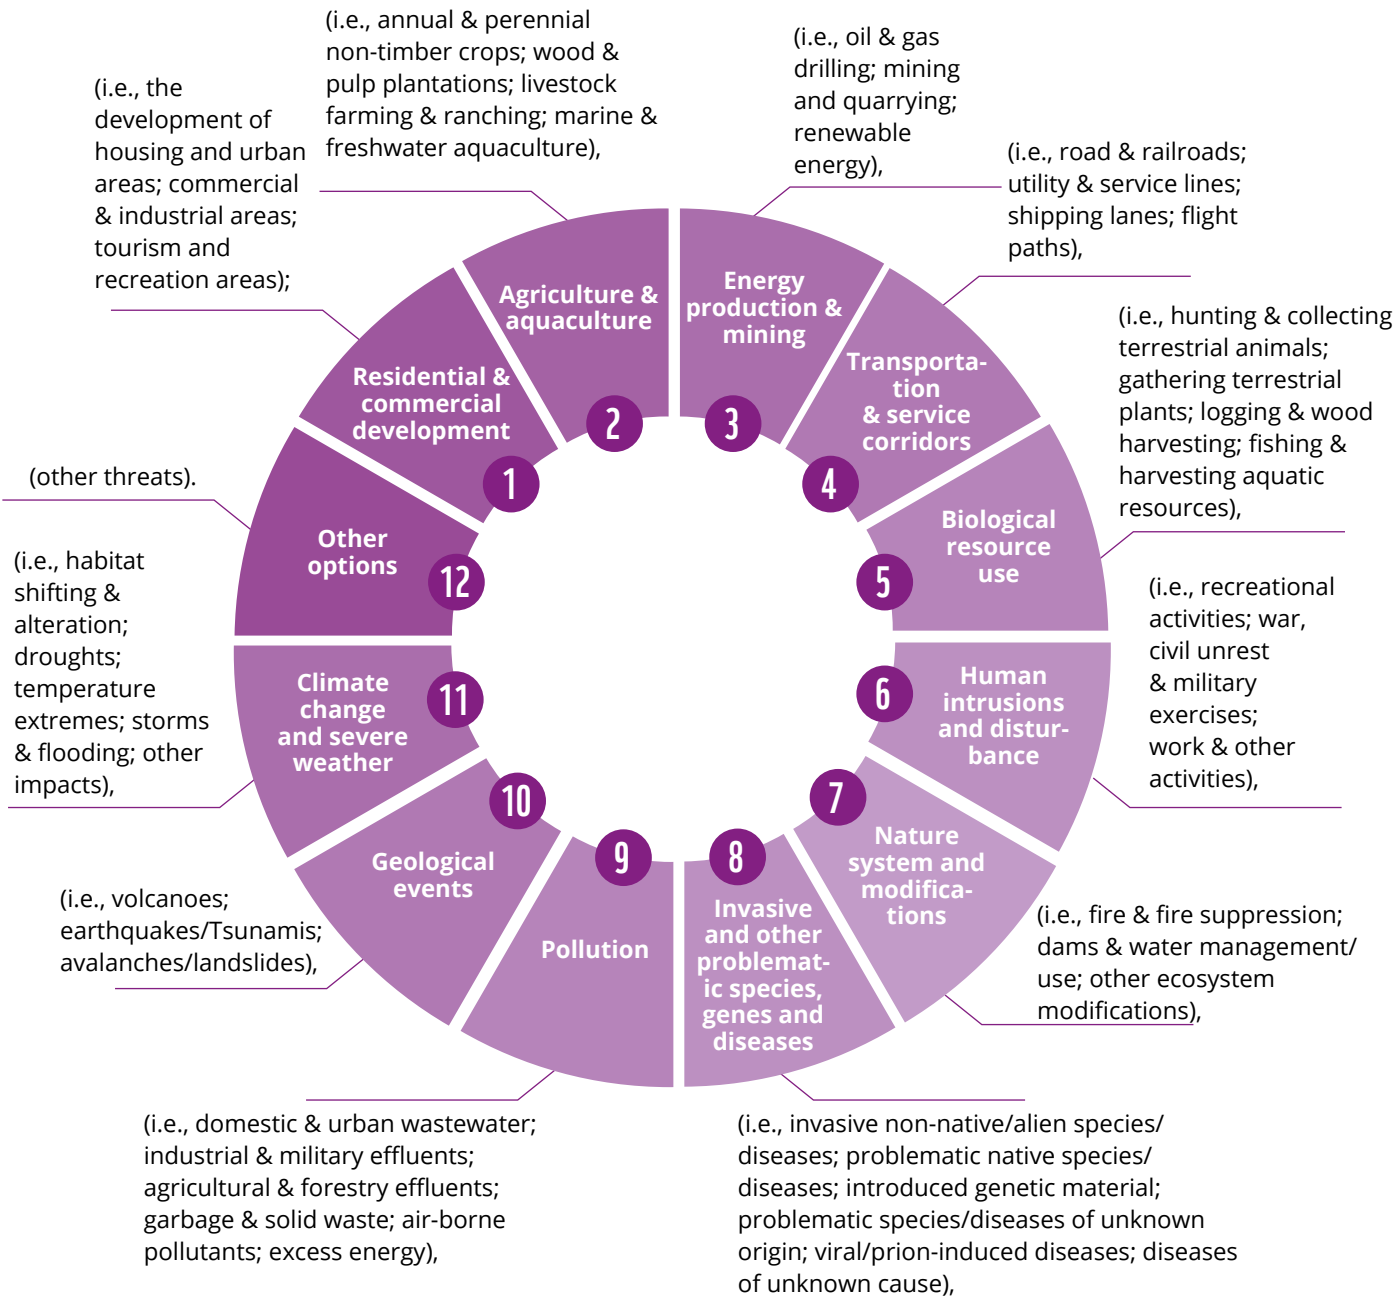 (i.e., the
development of
housing and urban
areas; commercial
& industrial areas;
tourism and
recreation areas);
Residential &
commercial
development
1
(i.e., annual & perennial
non-timber crops; wood &
pulp plantations; livestock
farming & ranching; marine &
freshwater aquaculture),
Agriculture &
aquaculture
2
(i.e., oil & gas
drilling; mining
and quarrying;
renewable
energy),
Energy
production &
mining
3
(i.e., road & railroads;
utility & service lines;
shipping lanes; flight
paths),
Transporta-
tion
& service
corridors
4
(i.e., hunting & collecting
terrestrial animals;
gathering terrestrial
plants; logging & wood
harvesting; fishing &
harvesting aquatic
resources),
Biological
resource
use
5
(i.e., recreational
activities; war,
civil unrest
& military
exercises;
work & other
activities),
Human
intrusions
and distur-
bance
6
(i.e., fire & fire suppression;
dams & water management/
use; other ecosystem
modifications),
Nature
system and
modifica-
tions
7
(i.e., invasive non-native/alien species/
diseases; problematic native species/
diseases; introduced genetic material;
problematic species/diseases of unknown
origin; viral/prion-induced diseases; diseases
of unknown cause),
Invasive
and other
problemat-
ic species,
genes and
diseases
8
(i.e., domestic & urban wastewater;
industrial & military effluents;
agricultural & forestry effluents;
garbage & solid waste; air-borne
pollutants; excess energy),
Pollution
9
(i.e., volcanoes;
earthquakes/Tsunamis;
avalanches/landslides),
Geological
events
10
(i.e., habitat
shifting &
alteration;
droughts;
temperature
extremes; storms
& flooding; other
impacts),
Climate
change
and severe
weather
11
(other threats).
Other
options
12